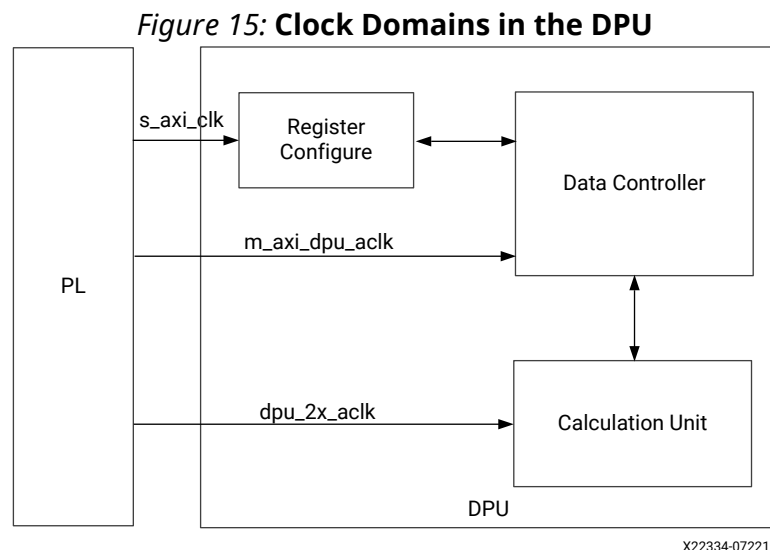 Figure 15: Clock Domains in the DPU
s_axi_clk
Register
Configure
Data Controller
m_axi_dpu_aclk
PL
dpu_2x_aclk
Calculation Unit
DPU
X22334-07221